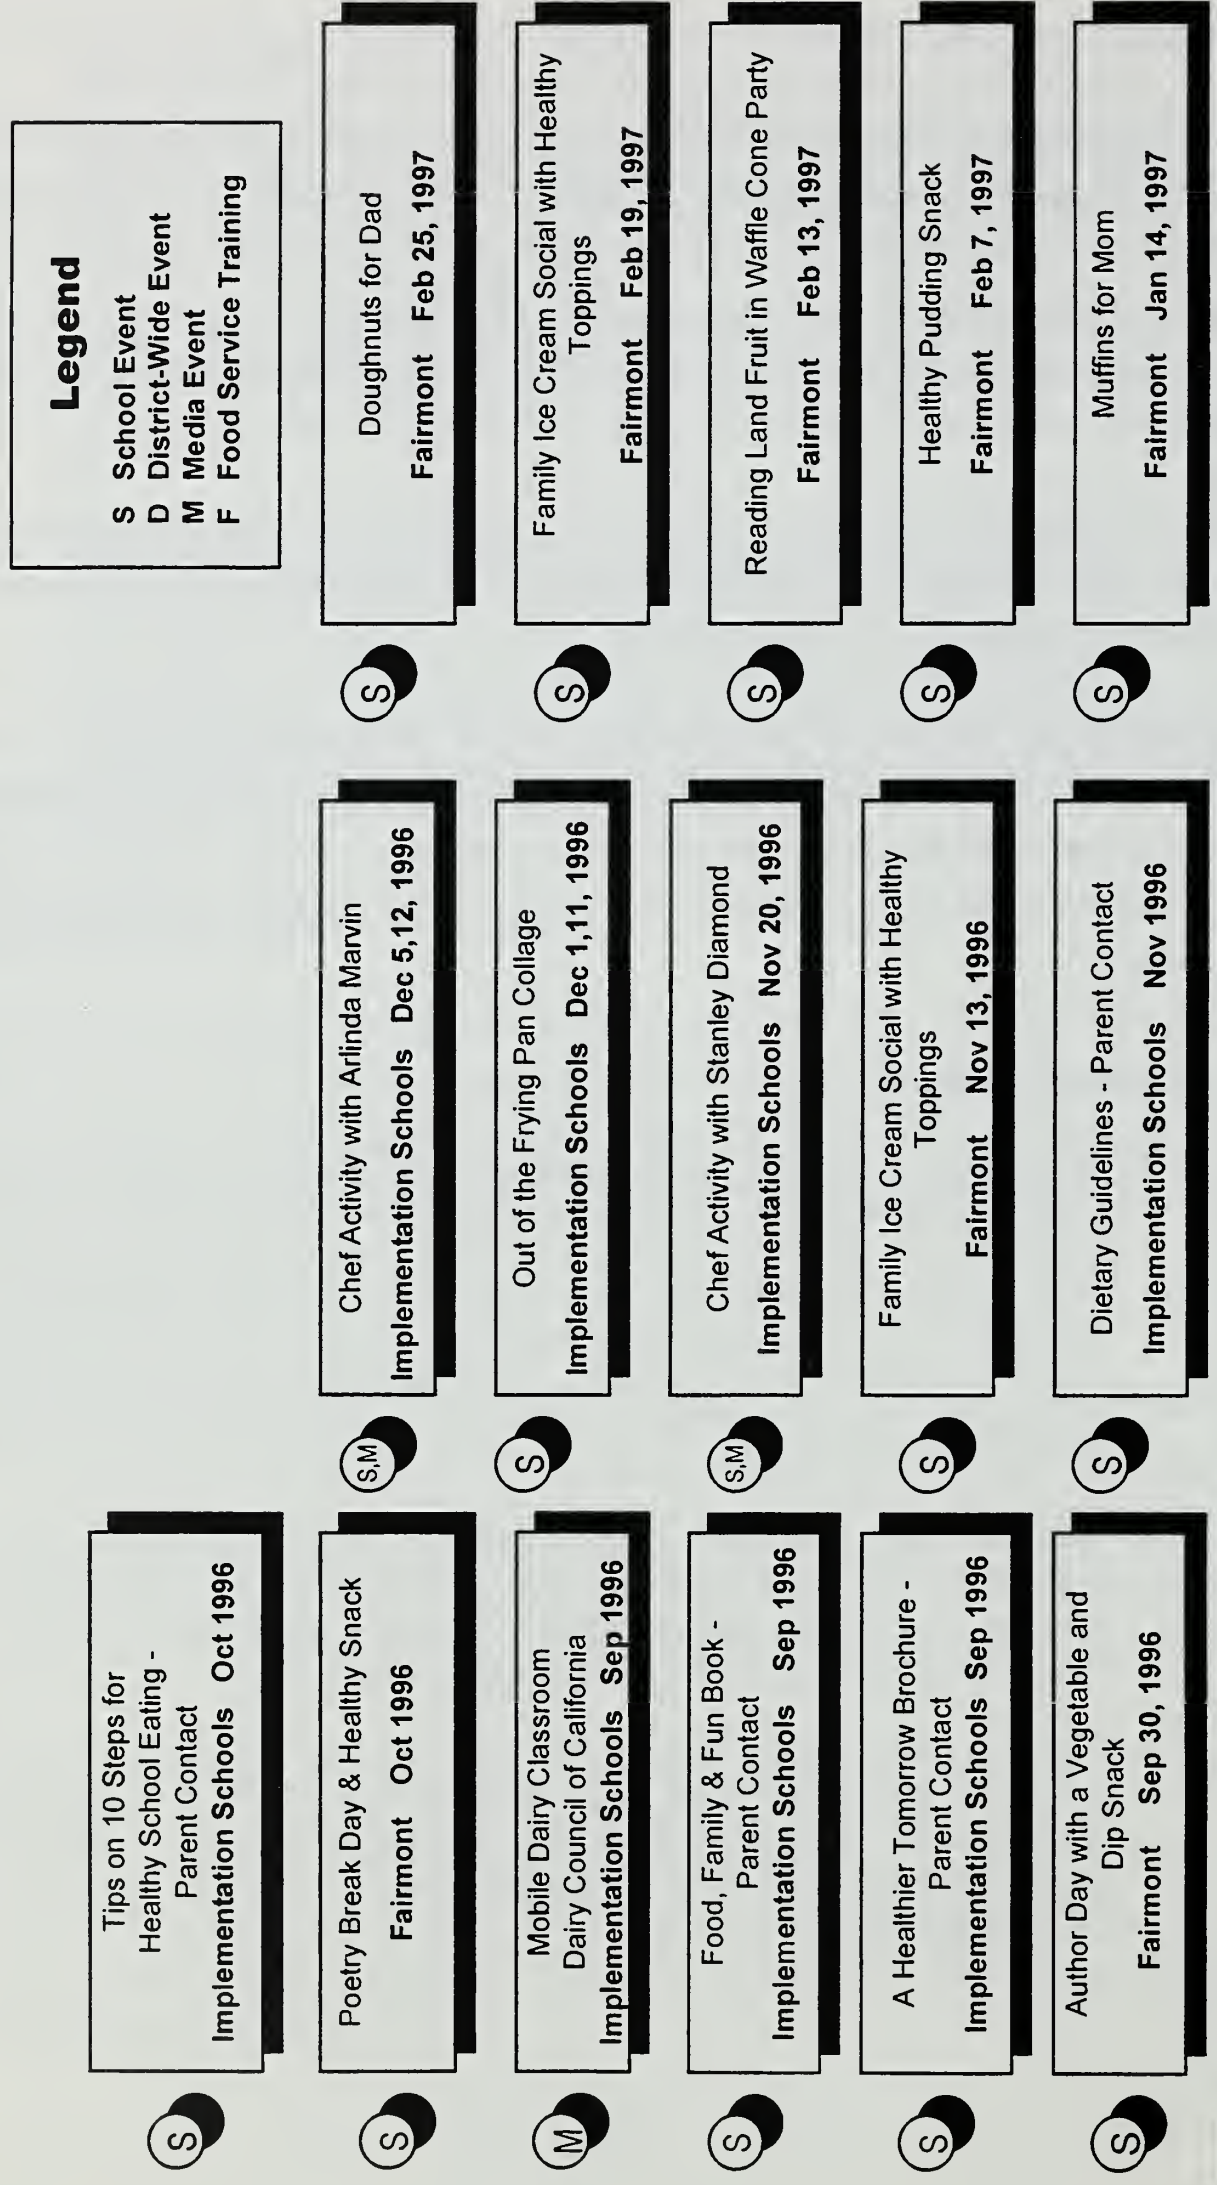 S
Tips on 10 Steps for
Healthy School Eating -
Parent Contact
Implementation Schools Oct 1996
S
Poetry Break Day & Healthy Snack
Fairmont Oct 1996
M
Mobile Dairy Classroom
Dairy Council of California
Implementation Schools Sep 1996
S
Food, Family & Fun Book -
Parent Contact
Implementation Schools Sep 1996
S
A Healthier Tomorrow Brochure -
Parent Contact
Implementation Schools Sep 1996
S
Author Day with a Vegetable and
Dip Snack
Fairmont Sep 30, 1996
S,M
Chef Activity with Arlinda Marvin
Implementation Schools Dec 5,12, 1996
S
Out of the Frying Pan Collage
Implementation Schools Dec 1,11, 1996
S,M
Chef Activity with Stanley Diamond
Implementation Schools Nov 20, 1996
S
Family Ice Cream Social with Healthy
Toppings
Fairmont Nov 13, 1996
S
Dietary Guidelines - Parent Contact
Implementation Schools Nov 1996
Legend
S School Event
D District-Wide Event
M Media Event
F Food Service Training
S
Doughnuts for Dad
Fairmont Feb 25, 1997
S
Family Ice Cream Social with Healthy
Toppings
Fairmont Feb 19, 1997
S
Reading Land Fruit in Waffle Cone Party
Fairmont Feb 13, 1997
S
Healthy Pudding Snack
Fairmont Feb 7, 1997
S
Muffins for Mom
Fairmont Jan 14, 1997